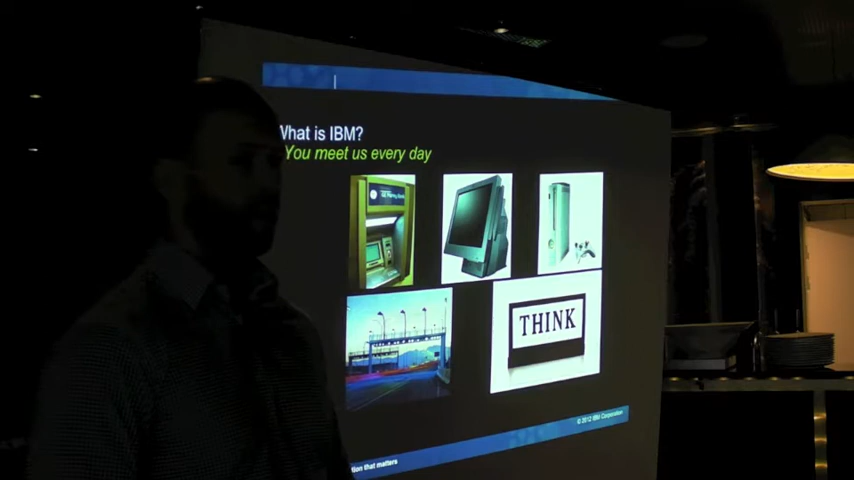 What is IBM?
You meet us every day
THINK
© 2012 IBM Corporation
tion that matters